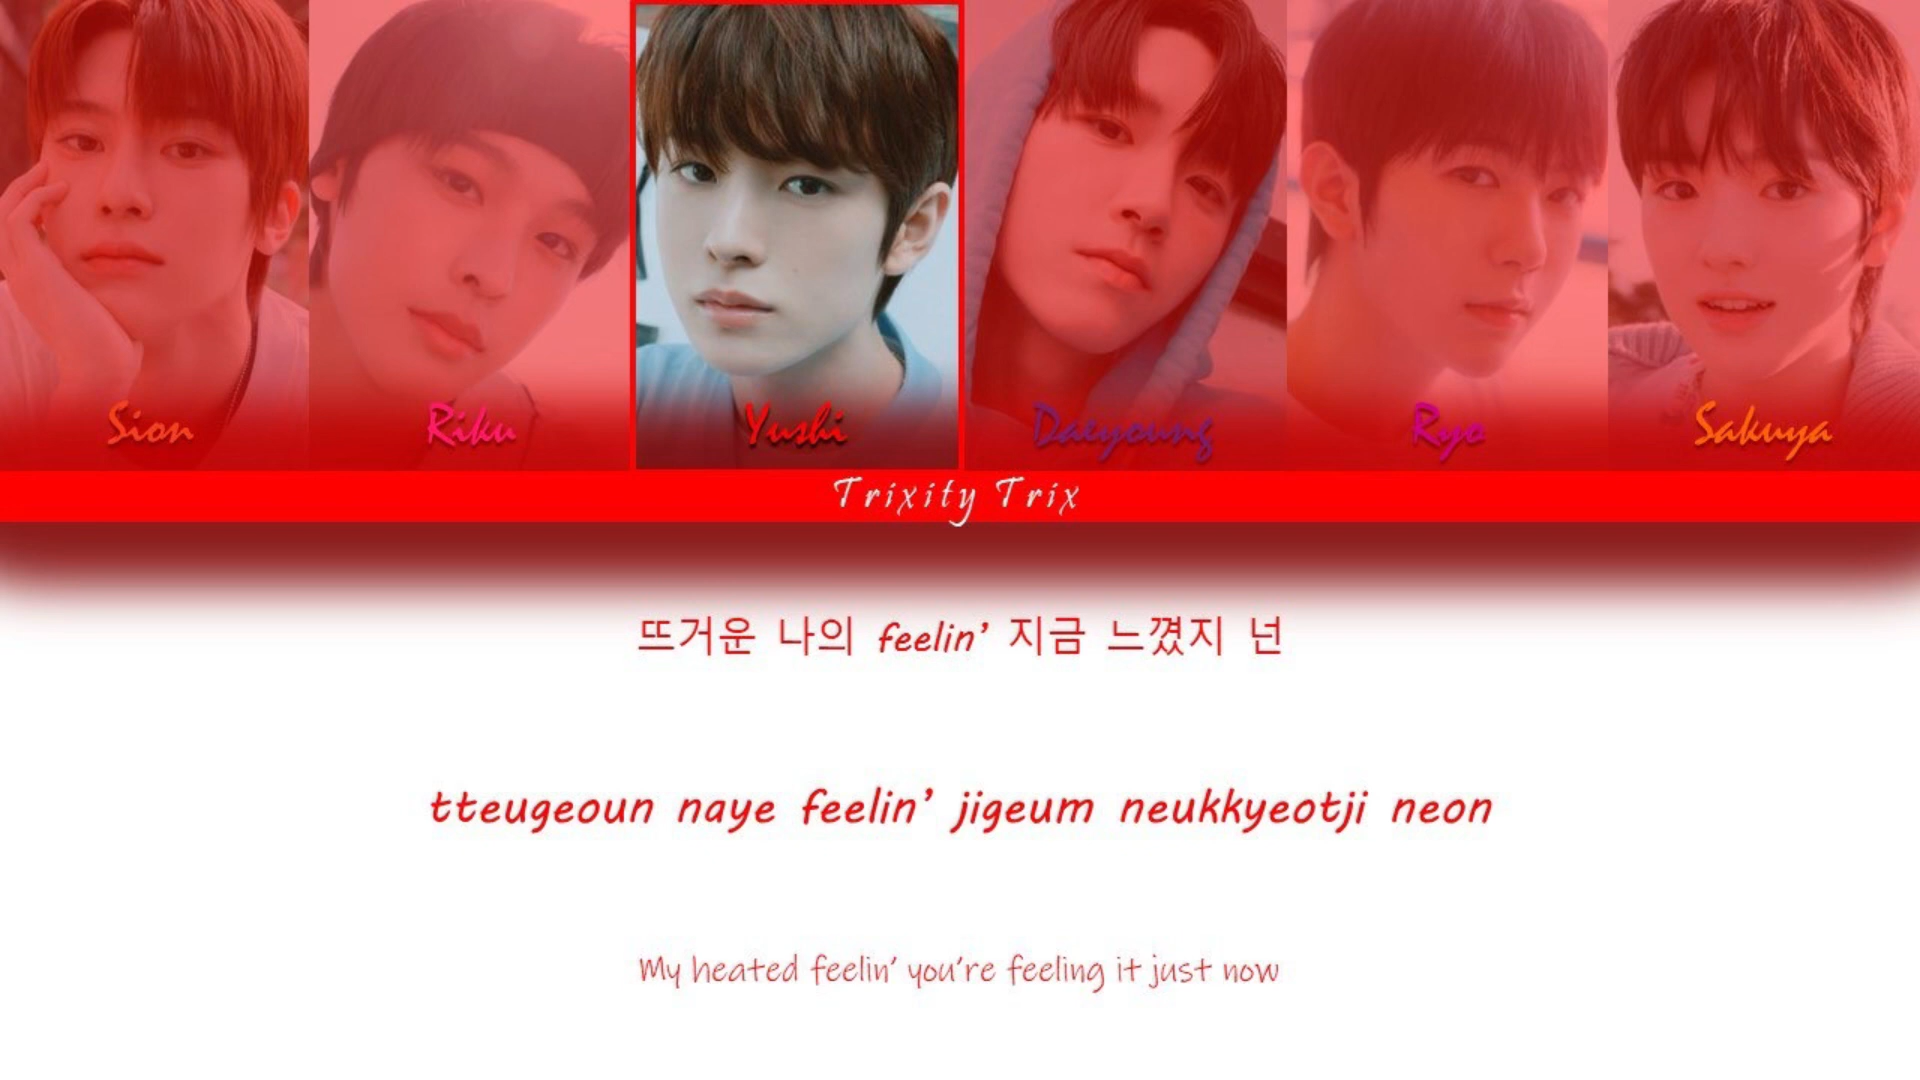 Sion Riku Yushi Daeyoung Ryo Sakuya
Trixity Trix
뜨거운 나의 feelin’ 지금 느꼈지 넌
tteugeoun naye feelin’ jigeum neukkyeotji neon
My heated feelin’ you’re feeling it just now